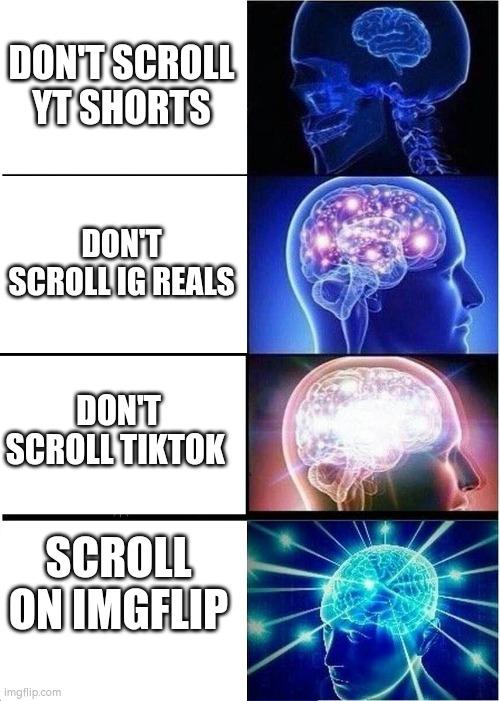 DON'T SCROLL
YT SHORTS
DON'T
SCROLL IG REALS
DON'T
SCROLL TIKTOK
SCROLL
ON IMGFLIP
imgflip.com